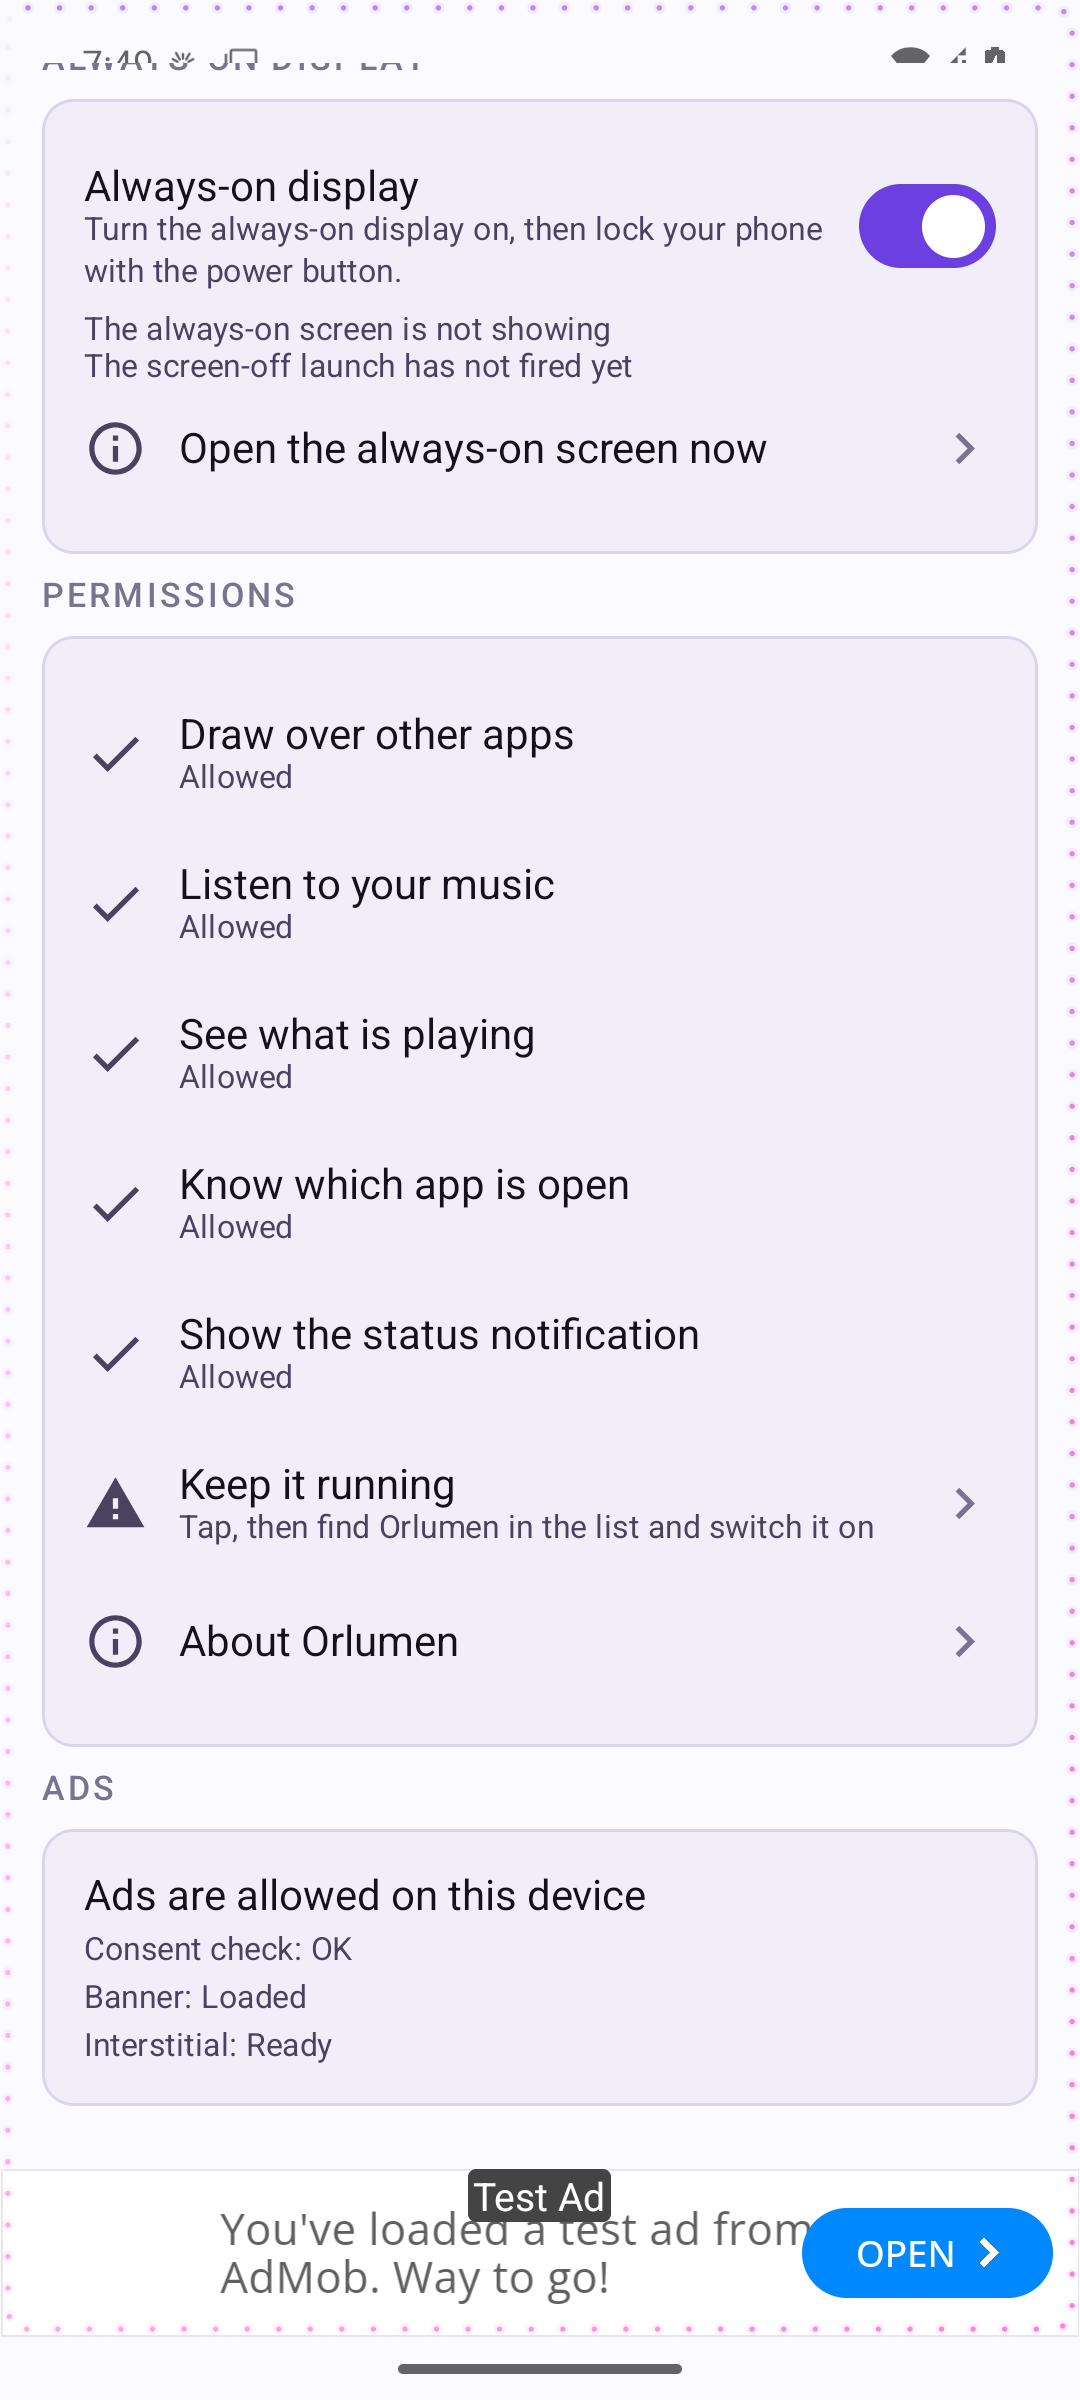 7:40
ALWAYS ON DISPLAY
Always-on display
Turn the always-on display on, then lock your phone
with the power button.
The always-on screen is not showing
The screen-off launch has not fired yet
Open the always-on screen now
PERMISSIONS
Draw over other apps
Allowed
Listen to your music
Allowed
See what is playing
Allowed
Know which app is open
Allowed
Show the status notification
Allowed
Keep it running
Tap, then find Orlumen in the list and switch it on
About Orlumen
ADS
Ads are allowed on this device
Consent check: OK
Banner: Loaded
Interstitial: Ready
Test Ad
You've loaded a test ad from
AdMob. Way to go!
OPEN